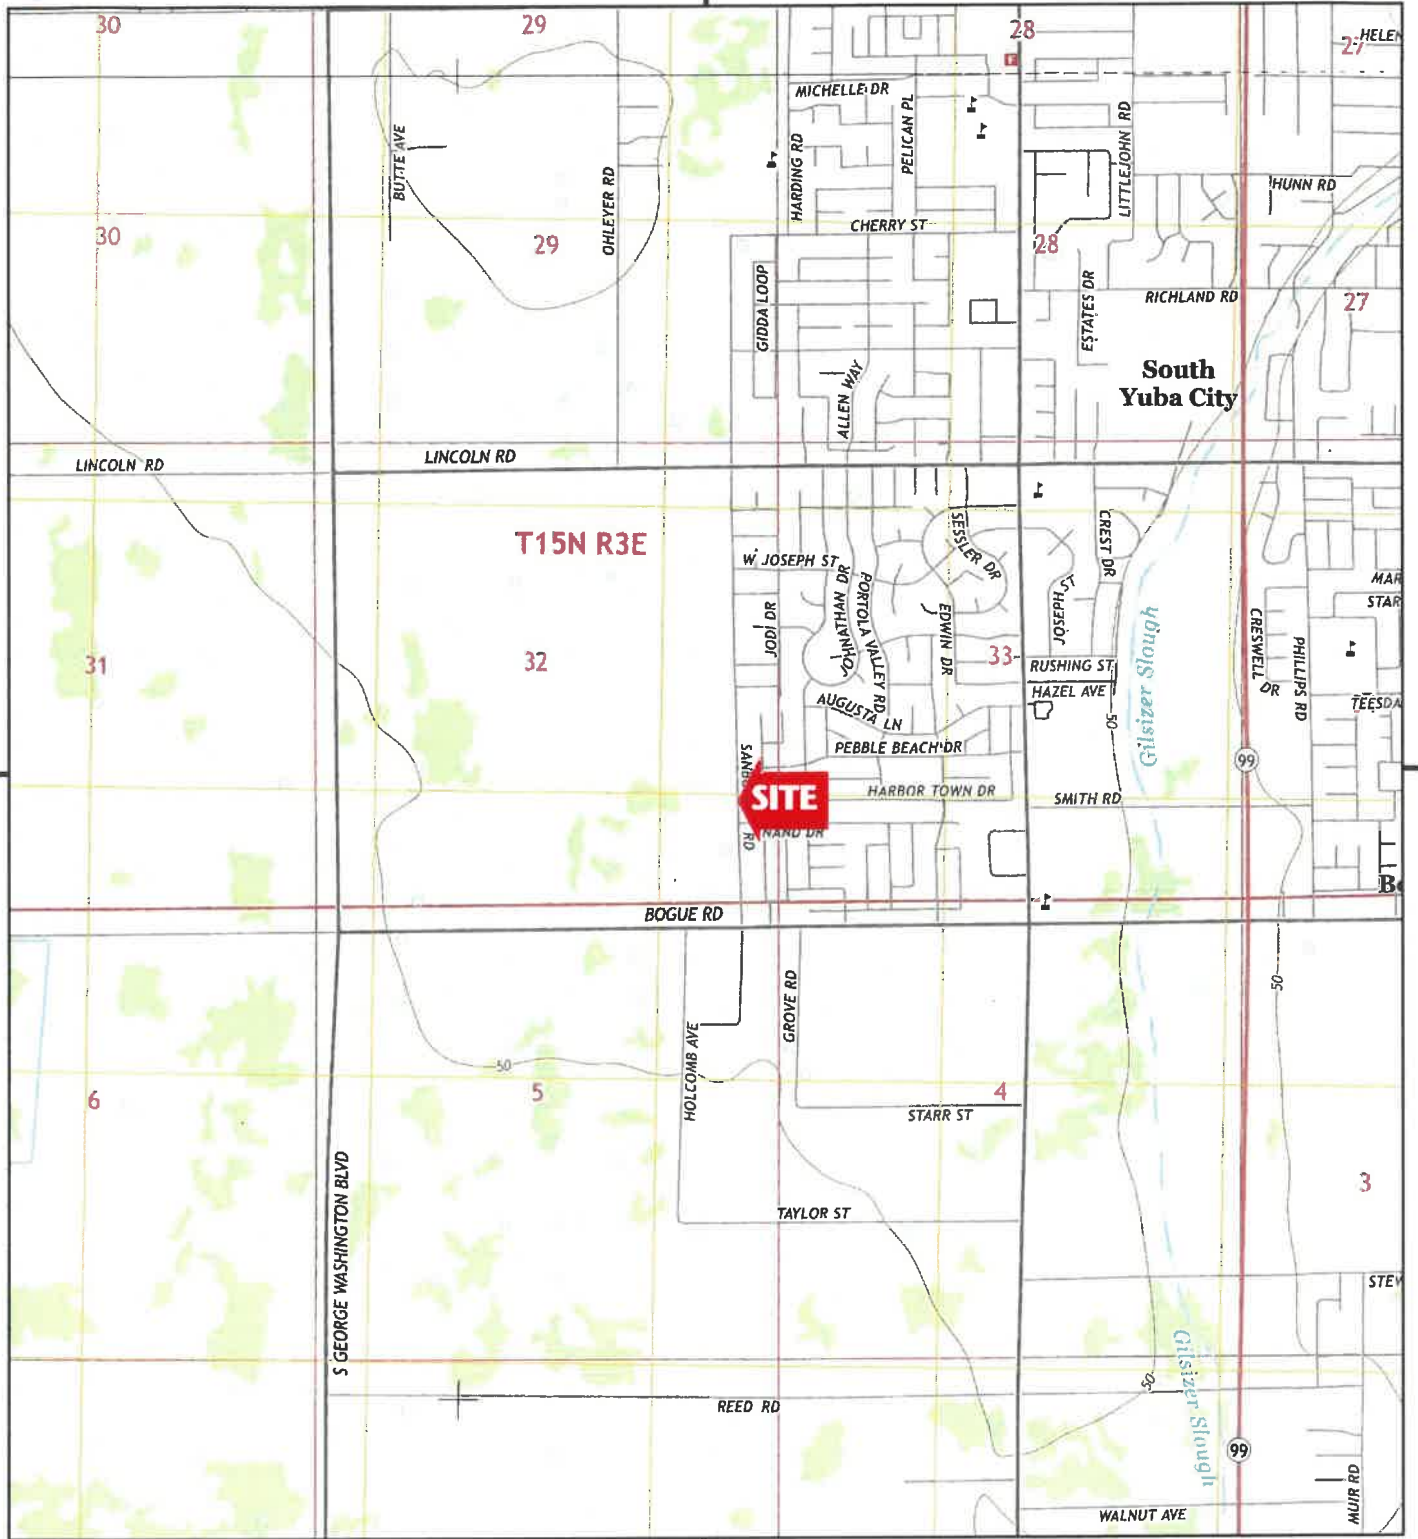 30
29
28
27
HELEN
MICHELLE DR
PELICAN PL
HARDING RD
LITTLEJOHN RD
BUTTE AVE
OHLEYER RD
HUNN RD
CHERRY ST
30
29
28
GIDDA LOOP
ESTATES DR
RICHLAND RD
27
South
Yuba City
ALLEN WAY
LINCOLN RD
LINCOLN RD
T15N R3E
SESSLER DR
CREST DR
W JOSEPH ST
JOHNATHAN DR
PORTOLA VALLEY RD
JODI DR
EDWIN DR
JOSEPH ST
MAR
STAR
Gilsizer Slough
CRESWELL DR
PHILLIPS RD
31
32
33
RUSHING ST
HAZEL AVE
TEESDA
AUGUSTA LN
50
PEBBLE BEACH DR
99
SITE
HARBOR TOWN DR
SMITH RD
RD
NAND DR
BOGUE RD
GROVE RD
HOLCOMB AVE
50
50
6
5
4
STARR ST
3
S GEORGE WASHINGTON BLVD
TAYLOR ST
STEV
Gilsizer Slough
50
REED RD
99
MUIR RD
WALNUT AVE